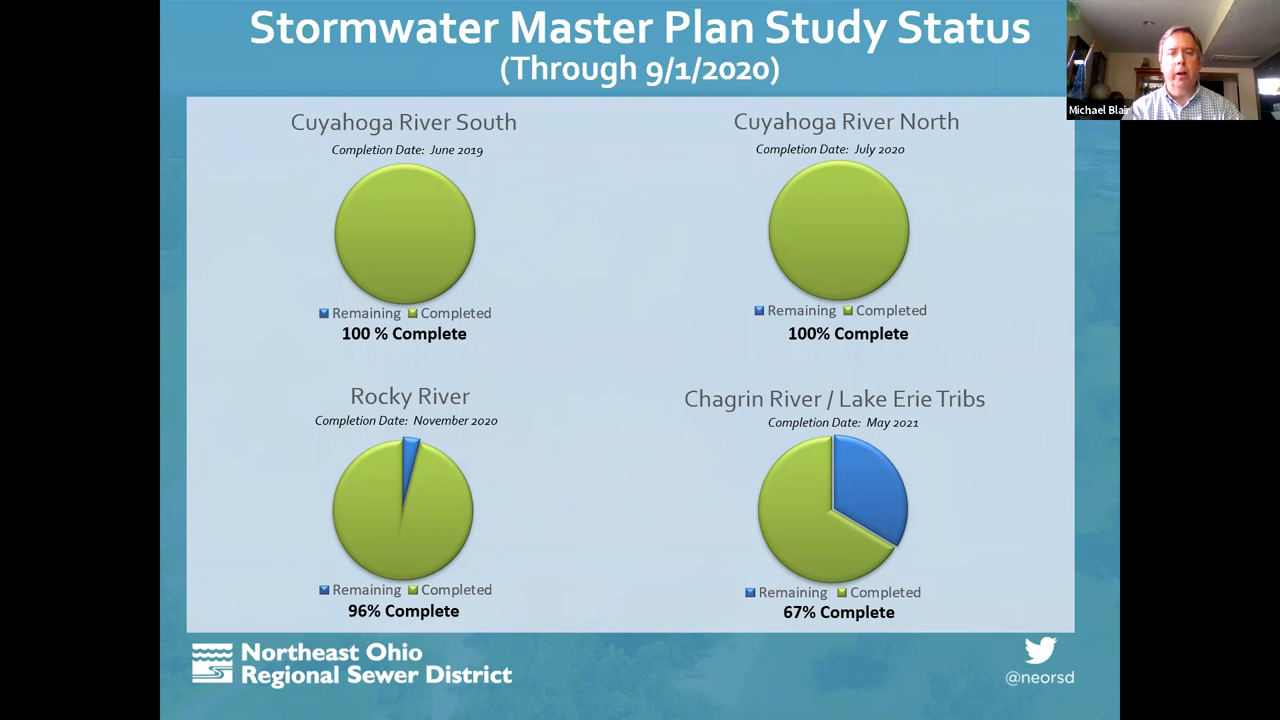 Stormwater Master Plan Study Status
(Through 9/1/2020)
Michael Blair
Cuyahoga River South
Completion Date: June 2019
Remaining Completed
100 % Complete
Cuyahoga River North
Completion Date: July 2020
Remaining Completed
100% Complete
Rocky River
Completion Date: November 2020
Remaining Completed
96% Complete
Chagrin River / Lake Erie Tribs
Completion Date: May 2021
Remaining Completed
67% Complete
Northeast Ohio
Regional Sewer District
@neorsd